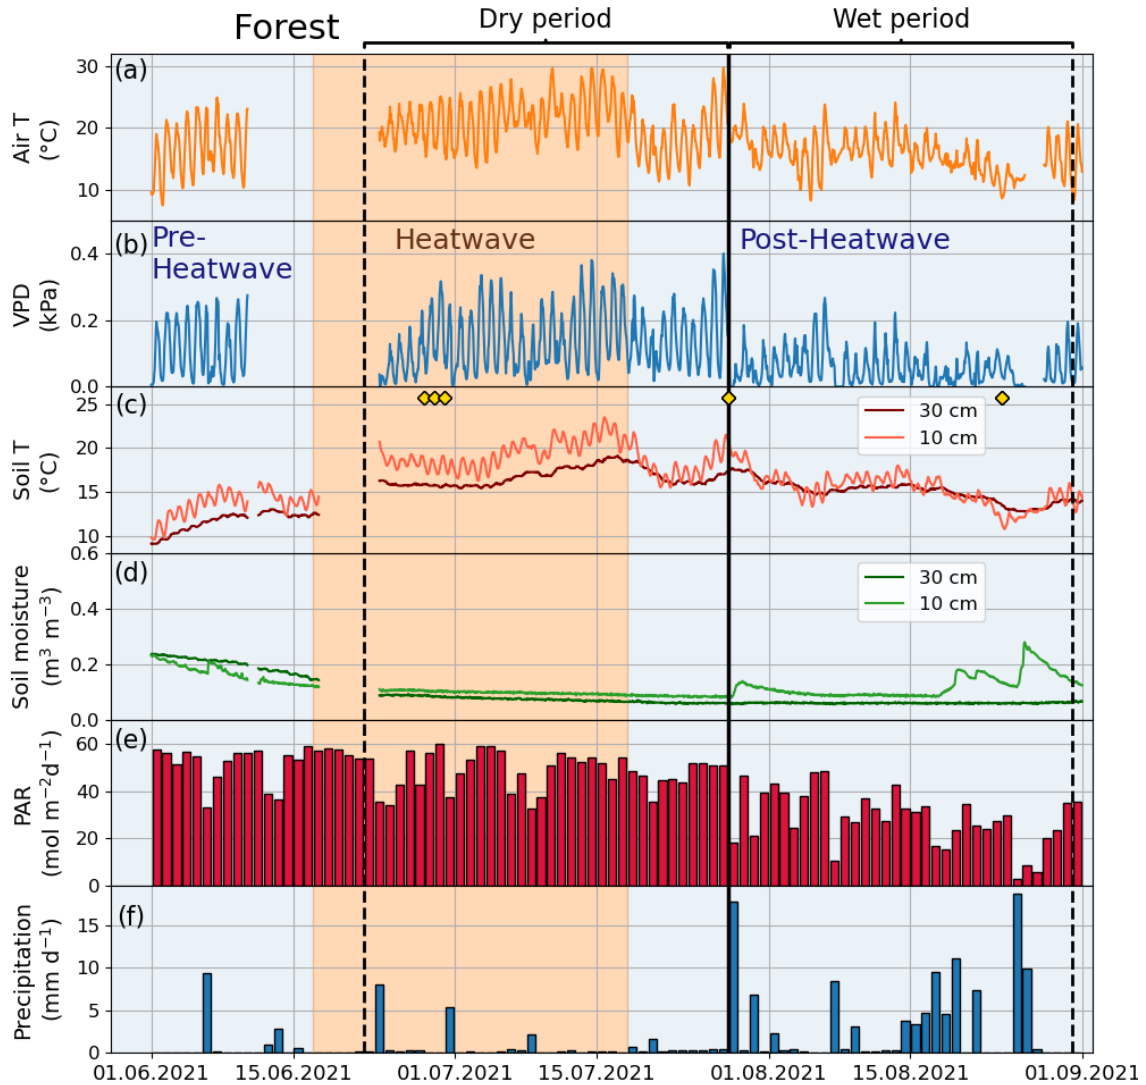 Forest
Dry period
Wet period
(a)
Air T
(°C)
30
20
10
(b)
Pre-
Heatwave
Heatwave
Post-Heatwave
VPD
(kPa)
0.4
0.2
0.0
(c)
Soil T
(°C)
25
20
15
10
30 cm
10 cm
(d)
Soil moisture
(m³ m⁻³)
0.6
0.4
0.2
0.0
30 cm
10 cm
(e)
PAR
(mol m⁻²d⁻¹)
60
40
20
0
(f)
Precipitation
(mm d⁻¹)
15
10
5
0
01.06.2021
15.06.2021
01.07.2021
15.07.2021
01.08.2021
15.08.2021
01.09.2021